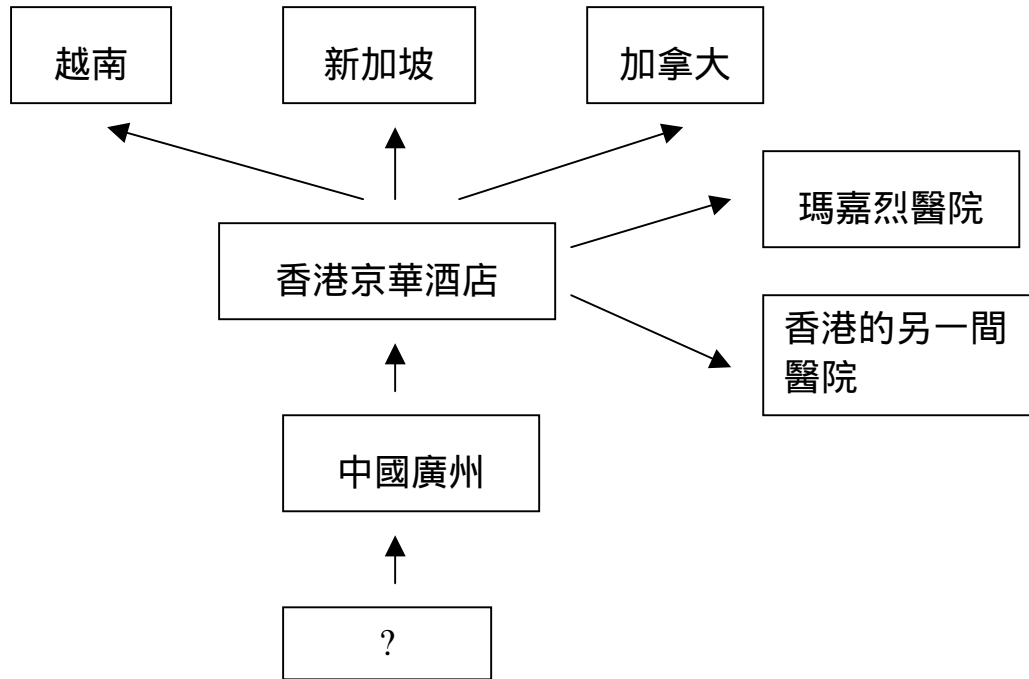 越南
新加坡
加拿大
瑪嘉烈醫院
香港京華酒店
香港的另一間
醫院
中國廣州
?